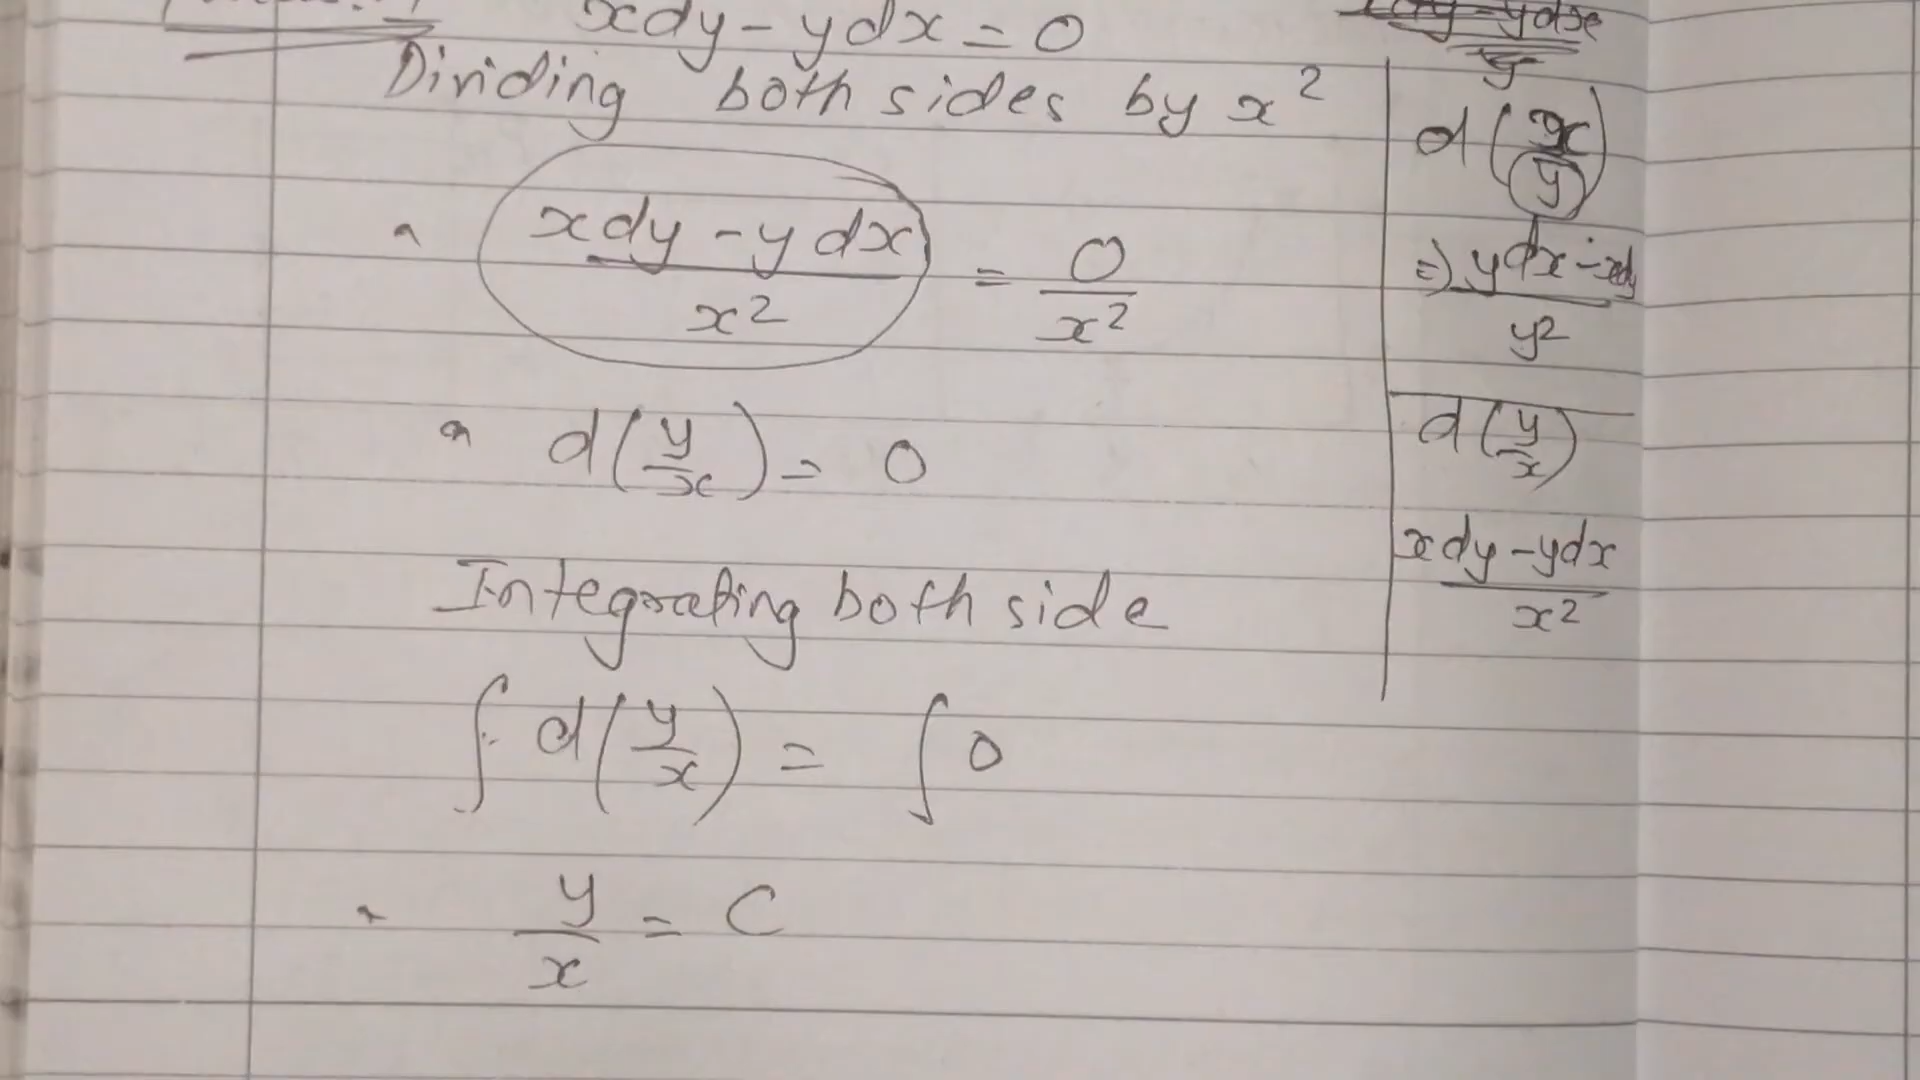 xdy - ydx = 0
Dividing both sides by x²
xdy - y dx / x² = 0 / x²
d(y/x) = 0
Integrating both side
∫ d(y/x) = ∫ 0
y/x = C
d(x/y)
=) ydx - xdy / y²
d(y/x)
xdy - ydx / x²